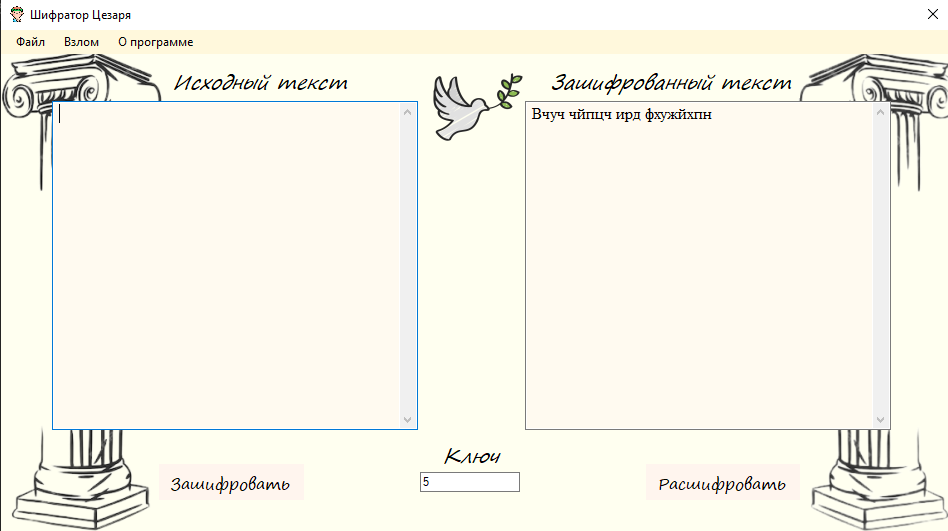 Шифратор Цезаря
Файл Взлом О программе
Исходный текст
Зашифрованный текст
Вчуч чйпцч ирд фхужйхпн
Ключ
5
Зашифровать
Расшифровать